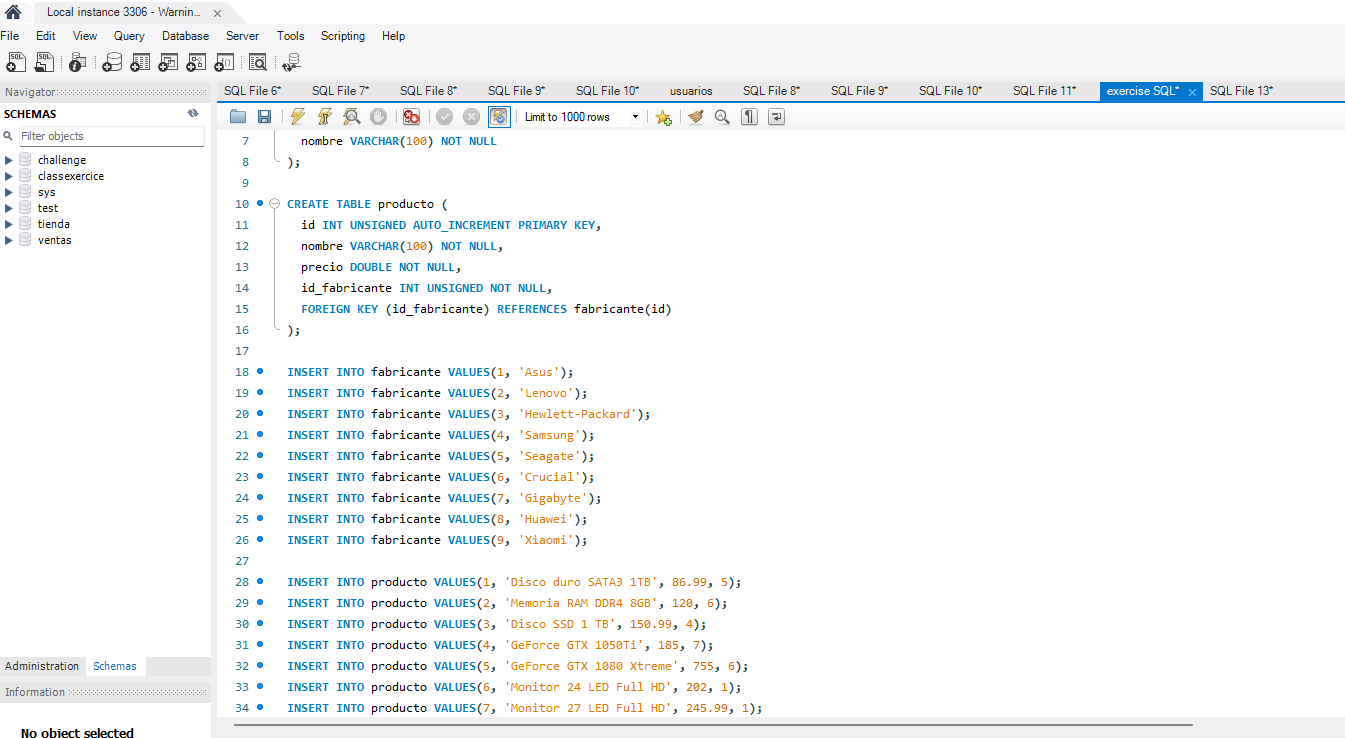 Local instance 3306 - Warnin... ×
File Edit View Query Database Server Tools Scripting Help
Navigator
SCHEMAS
Filter objects
challenge
classexercice
sys
test
tienda
ventas
Administration Schemas
Information
No object selected
SQL File 6* SQL File 7* SQL File 8* SQL File 9* SQL File 10* usuarios SQL File 8* SQL File 9* SQL File 10* SQL File 11* exercise SQL* × SQL File 13*
Limit to 1000 rows
7 nombre VARCHAR(100) NOT NULL
8 );
9
10 CREATE TABLE producto (
11 id INT UNSIGNED AUTO_INCREMENT PRIMARY KEY,
12 nombre VARCHAR(100) NOT NULL,
13 precio DOUBLE NOT NULL,
14 id_fabricante INT UNSIGNED NOT NULL,
15 FOREIGN KEY (id_fabricante) REFERENCES fabricante(id)
16 );
17
18 INSERT INTO fabricante VALUES(1, 'Asus');
19 INSERT INTO fabricante VALUES(2, 'Lenovo');
20 INSERT INTO fabricante VALUES(3, 'Hewlett-Packard');
21 INSERT INTO fabricante VALUES(4, 'Samsung');
22 INSERT INTO fabricante VALUES(5, 'Seagate');
23 INSERT INTO fabricante VALUES(6, 'Crucial');
24 INSERT INTO fabricante VALUES(7, 'Gigabyte');
25 INSERT INTO fabricante VALUES(8, 'Huawei');
26 INSERT INTO fabricante VALUES(9, 'Xiaomi');
27
28 INSERT INTO producto VALUES(1, 'Disco duro SATA3 1TB', 86.99, 5);
29 INSERT INTO producto VALUES(2, 'Memoria RAM DDR4 8GB', 120, 6);
30 INSERT INTO producto VALUES(3, 'Disco SSD 1 TB', 150.99, 4);
31 INSERT INTO producto VALUES(4, 'GeForce GTX 1050Ti', 185, 7);
32 INSERT INTO producto VALUES(5, 'GeForce GTX 1080 Xtreme', 755, 6);
33 INSERT INTO producto VALUES(6, 'Monitor 24 LED Full HD', 202, 1);
34 INSERT INTO producto VALUES(7, 'Monitor 27 LED Full HD', 245.99, 1);